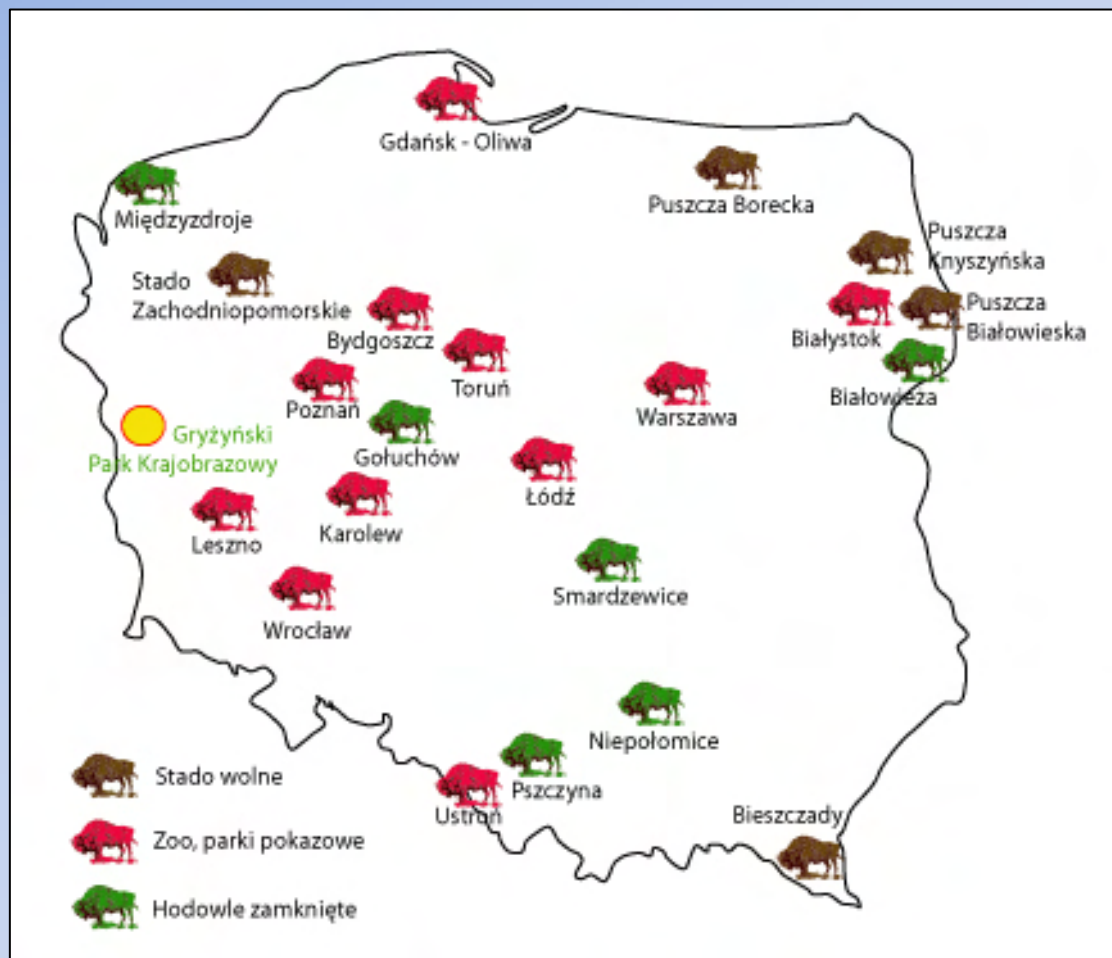 Gdańsk - Oliwa
Międzyzdroje
Puszcza Borecka
Puszcza
Knyszyńska
Stado
Zachodniopomorskie
Bydgoszcz
Białystok
Puszcza
Białowieska
Toruń
Poznań
Warszawa
Białowieża
Gryżyński
Park Krajobrazowy
Gołuchów
Łódź
Karolew
Leszno
Smardzewice
Wrocław
Niepołomice
Pszczyna
Ustroń
Bieszczady
Stado wolne
Zoo, parki pokazowe
Hodowle zamknięte